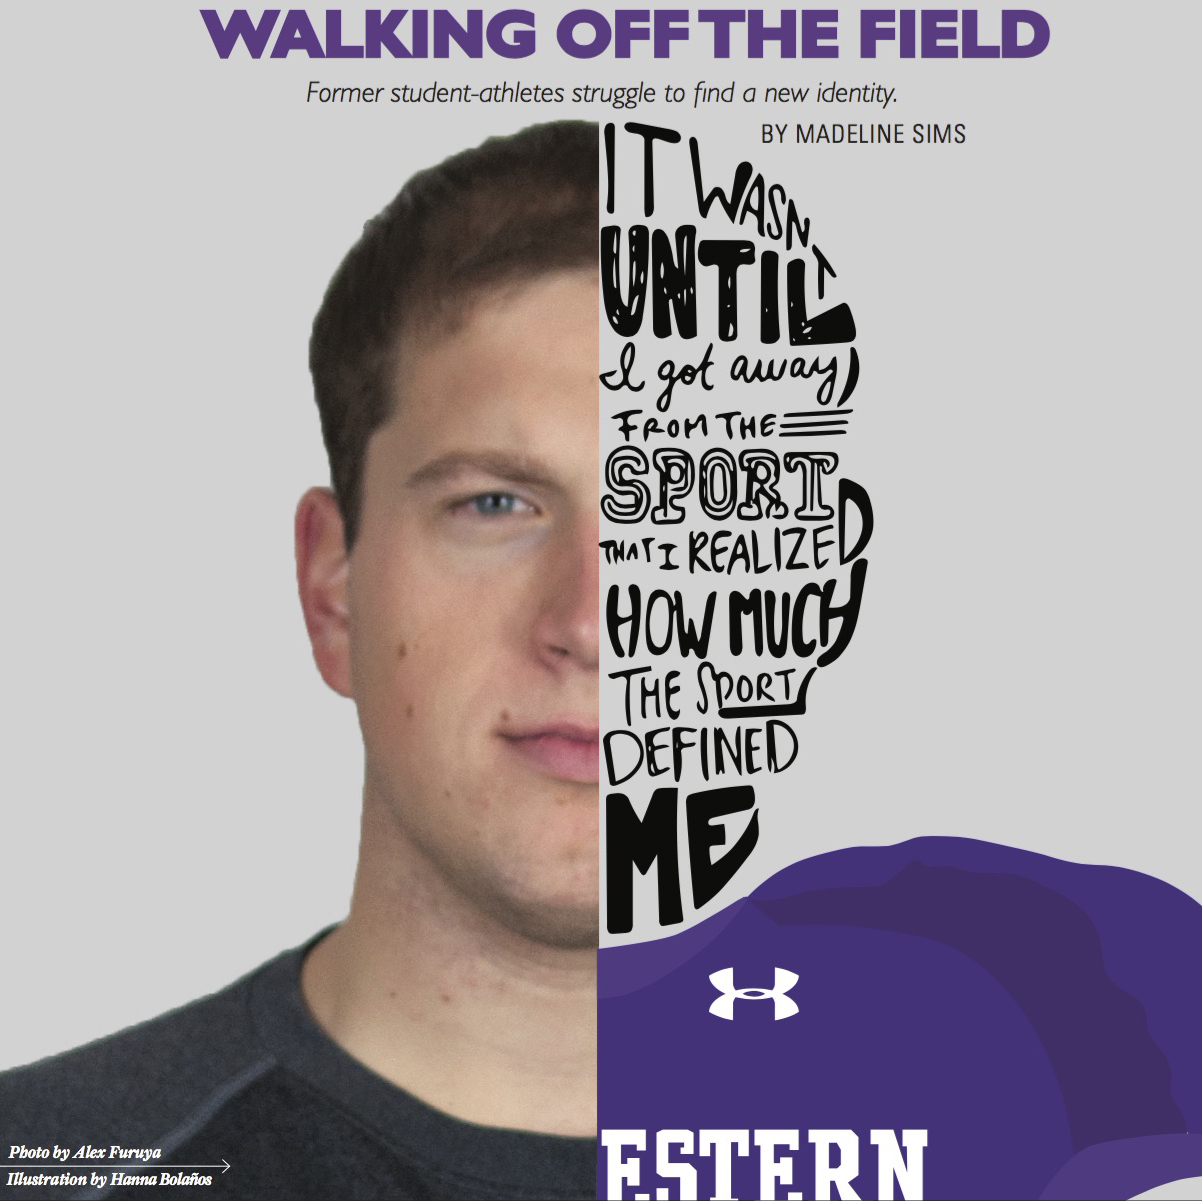 WALKING OFF THE FIELD
Former student-athletes struggle to find a new identity.
BY MADELINE SIMS
IT WASN'T
UNTIL
I got away
FROM THE
SPORT
THAT I REALIZED
HOW MUCH
THE SPORT
DEFINED
ME
ESTERN
Photo by Alex Furuya
Illustration by Hanna Bolaños